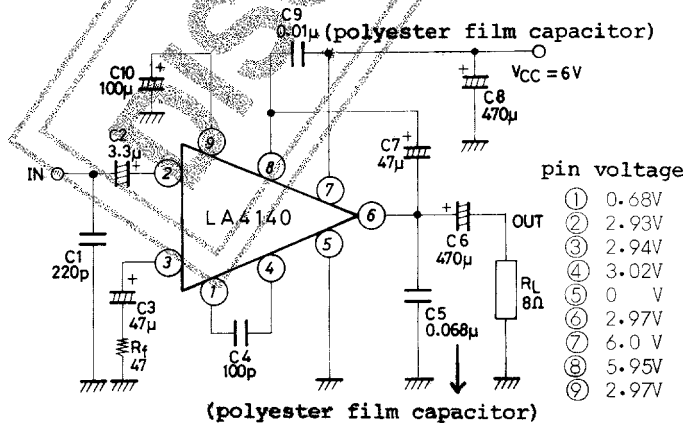 C9
0.01μ (polyester film capacitor)
VCC = 6V
C10
100μ
+
C8
470μ
+
C2
3.3μ
+
C7
47μ
+
IN
9
8
7
2
6
LA4140
3
5
1
4
C1
220p
C3
47μ
+
Rf
47
C4
100p
C6
470μ
+
OUT
C5
0.068μ
RL
8Ω
(polyester film capacitor)
pin voltage
① 0.68V
② 2.93V
③ 2.94V
④ 3.02V
⑤ 0 V
⑥ 2.97V
⑦ 6.0 V
⑧ 5.95V
⑨ 2.97V